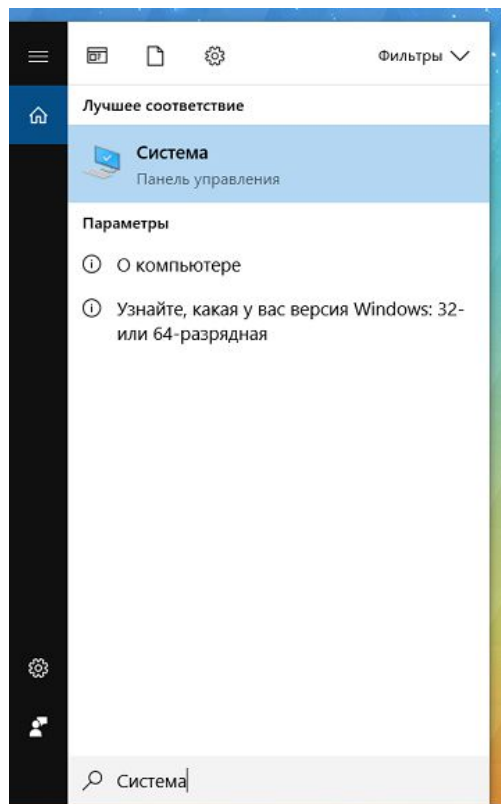 Фильтры
Лучшее соответствие
Система
Панель управления
Параметры
О компьютере
Узнайте, какая у вас версия Windows: 32-
или 64-разрядная
Система